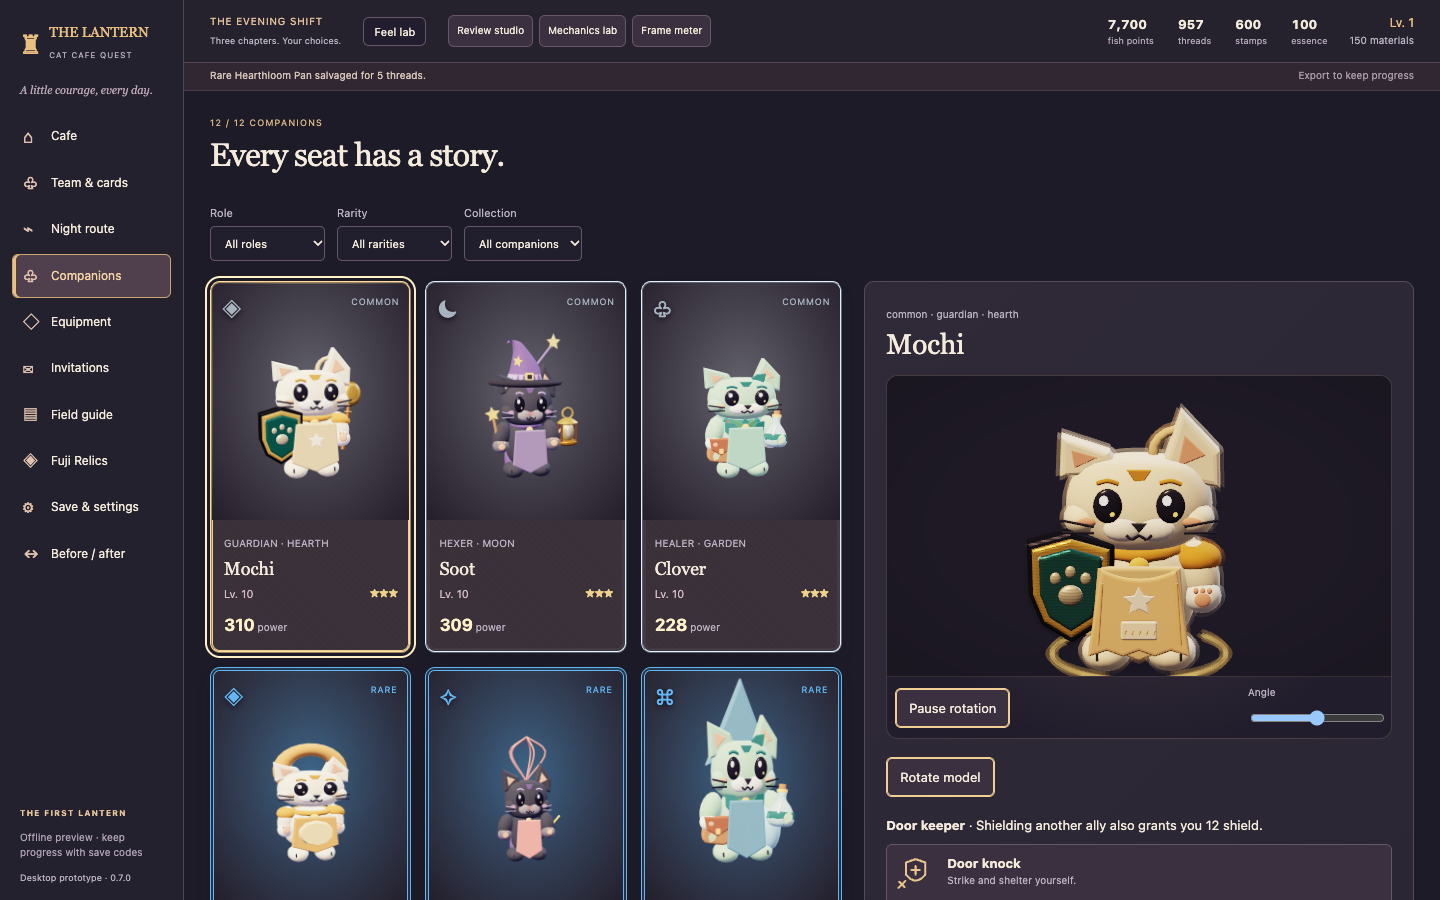 THE LANTERN
CAT CAFE QUEST
A little courage, every day.
Cafe
Team & cards
Night route
Companions
Equipment
Invitations
Field guide
Fuji Relics
Save & settings
Before / after
THE FIRST LANTERN
Offline preview · keep
progress with save codes
Desktop prototype · 0.7.0
THE EVENING SHIFT
Three chapters. Your choices.
Feel lab
Review studio
Mechanics lab
Frame meter
7,700
fish points
957
threads
600
stamps
100
essence
Lv. 1
150 materials
Rare Hearthloom Pan salvaged for 5 threads.
Export to keep progress
12 / 12 COMPANIONS
Every seat has a story.
Role
Rarity
Collection
All roles
All rarities
All companions
COMMON
GUARDIAN · HEARTH
Mochi
Lv. 10
310 power
COMMON
HEXER · MOON
Soot
Lv. 10
309 power
COMMON
HEALER · GARDEN
Clover
Lv. 10
228 power
RARE
RARE
RARE
common · guardian · hearth
Mochi
Pause rotation
Angle
Rotate model
Door keeper · Shielding another ally also grants you 12 shield.
Door knock
Strike and shelter yourself.